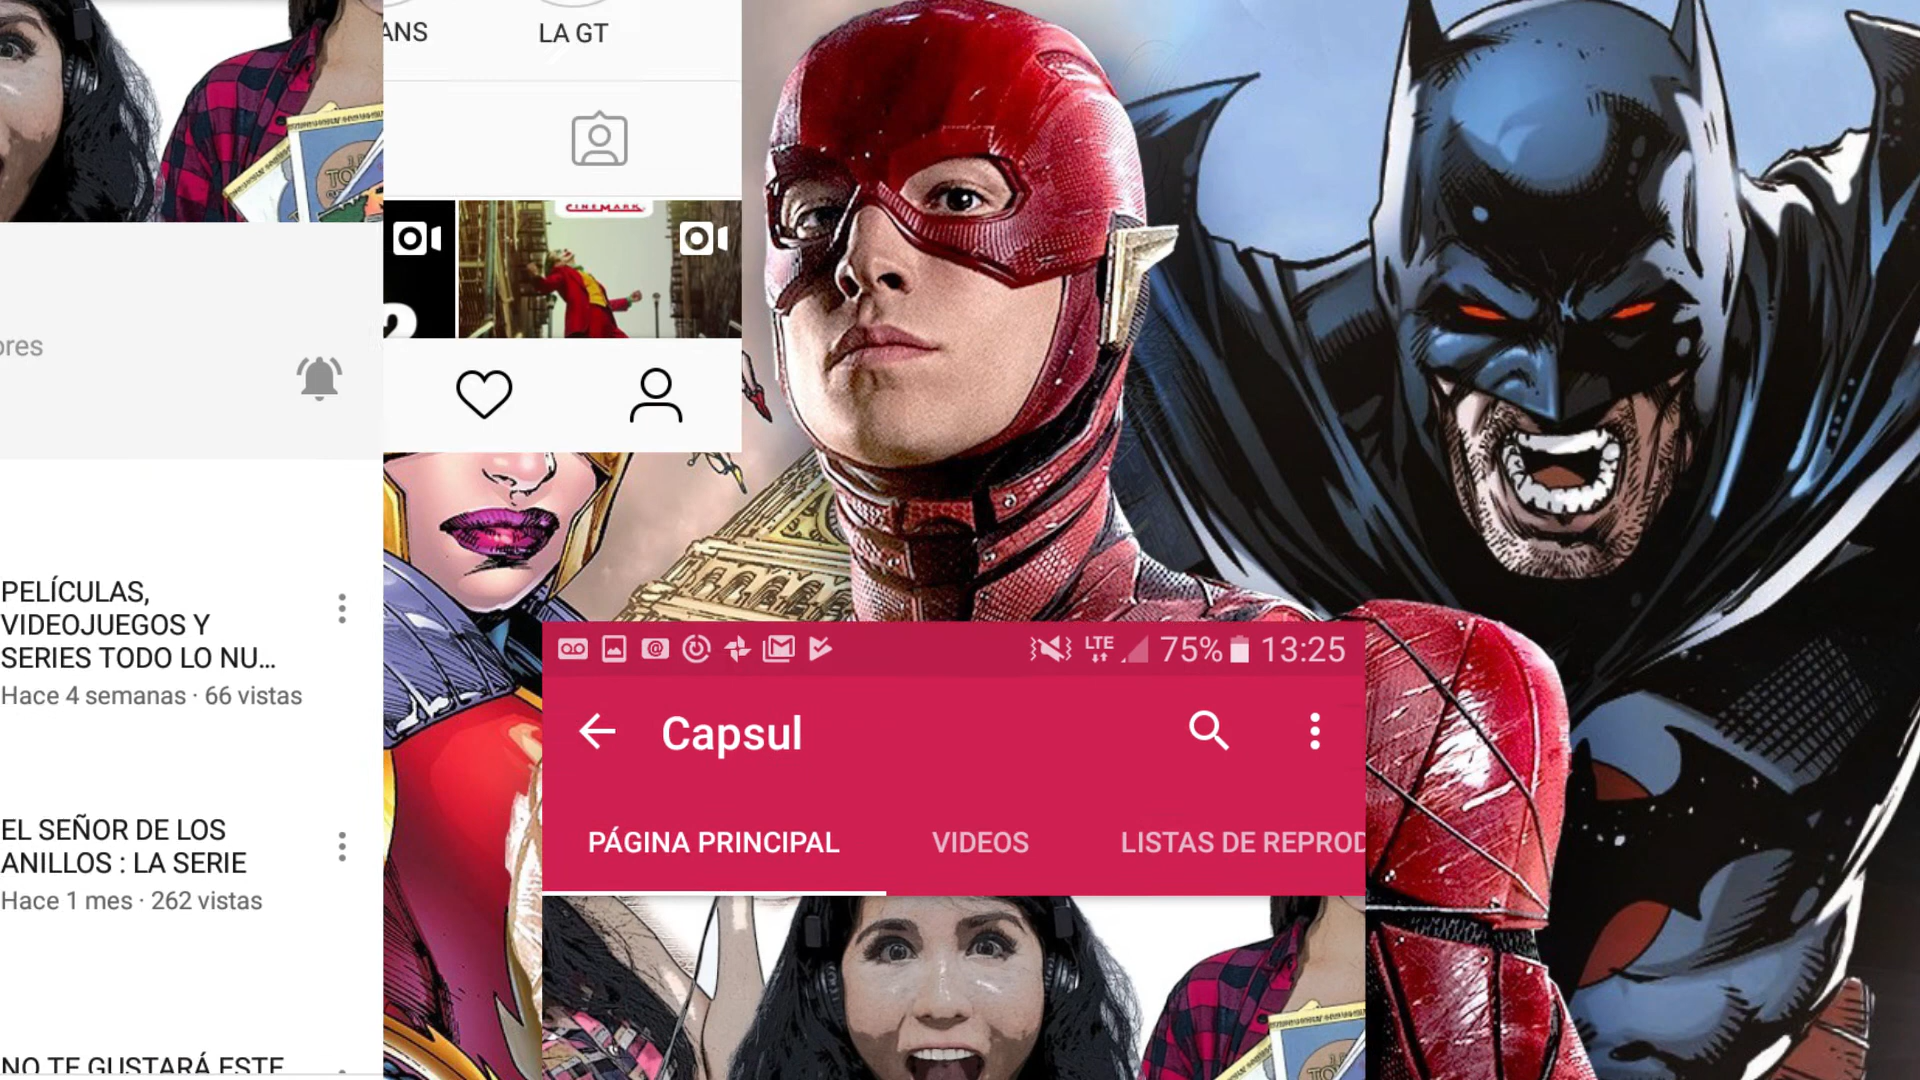 ANS
LA GT
CINEMARK
ores
PELÍCULAS,
VIDEOJUEGOS Y
SERIES TODO LO NU...
Hace 4 semanas · 66 vistas
EL SEÑOR DE LOS
ANILLOS : LA SERIE
Hace 1 mes · 262 vistas
NO TE GUSTARÁ ESTE
LTE 75% 13:25
Capsul
PÁGINA PRINCIPAL VIDEOS LISTAS DE REPROD